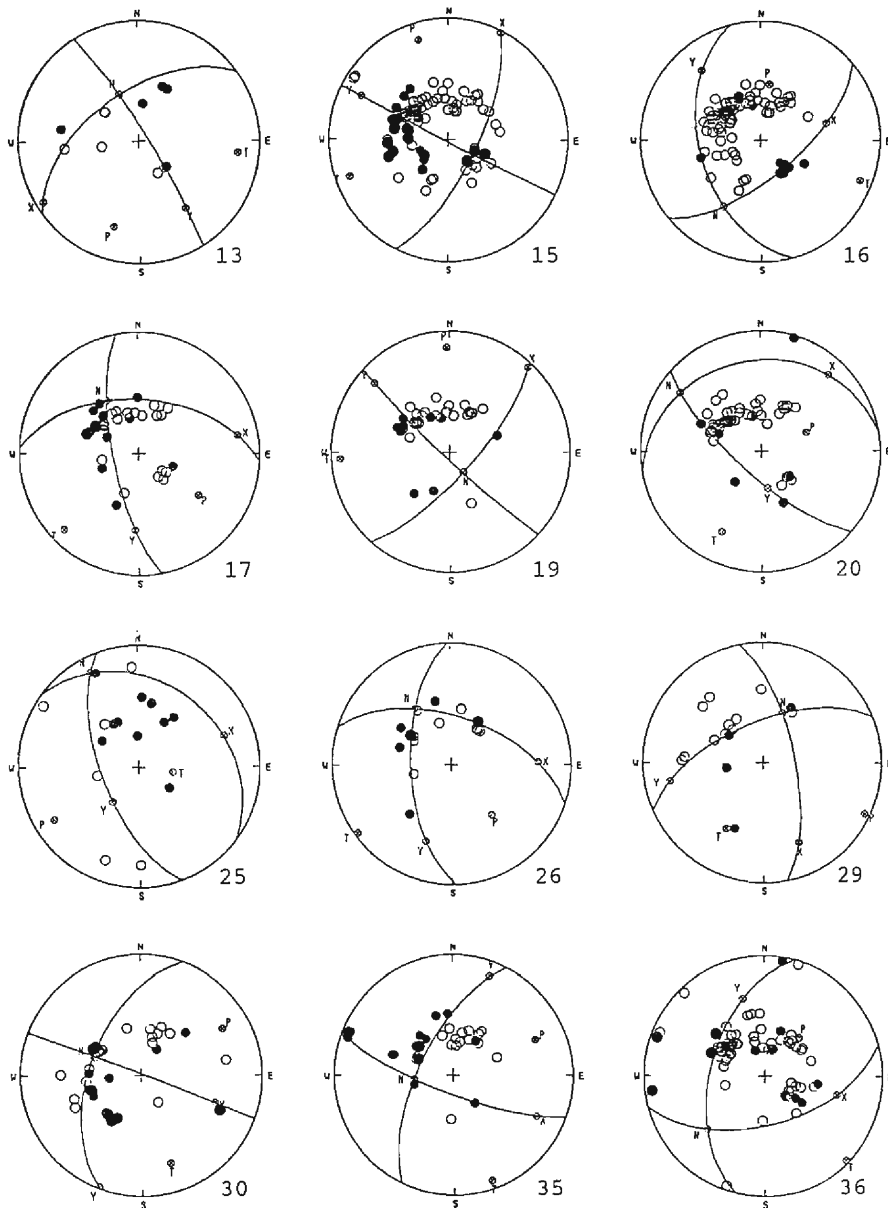 N N N
P X Y P
N Y X
W E W E W E
T T T
X Y N
P
S 13 S 15 S 16
N N N
P X N X
N Y
X P
W E W T E W E
P N Y
T Y T
S 17 S 19 S 20
N N N
N N N
X X
W T E W E W E
Y Y
P T P T P
Y X
S 25 S 26 S 29
N N N
P T Y
P P
N
W E W N E W E
X X X
N
T T
Y
S 30 S 35 S 36